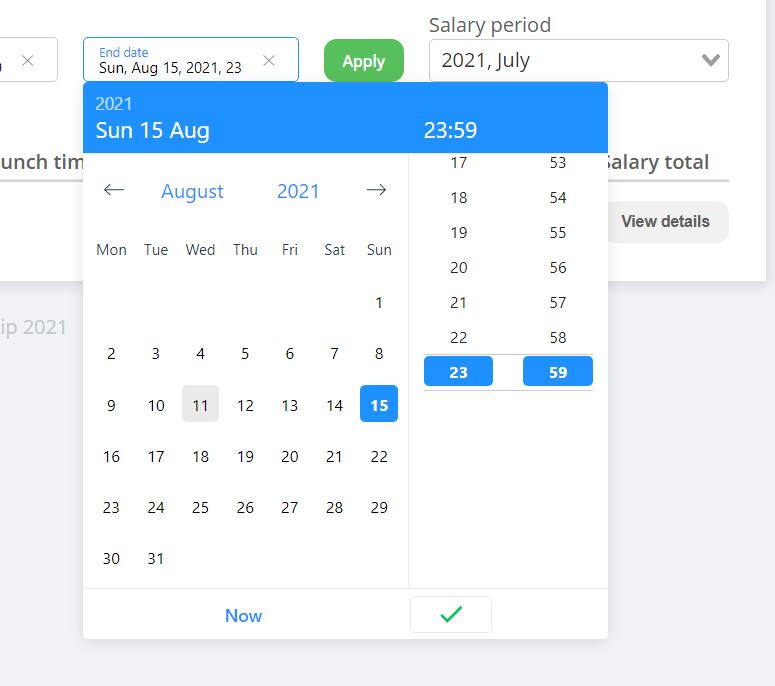 Salary period
End date
Sun, Aug 15, 2021, 23
Apply
2021, July
2021
Sun 15 Aug 23:59
unch tim
Salary total
August 2021
View details
Mon Tue Wed Thu Fri Sat Sun
1
2 3 4 5 6 7 8
9 10 11 12 13 14 15
16 17 18 19 20 21 22
23 24 25 26 27 28 29
30 31
17 53
18 54
19 55
20 56
21 57
22 58
23 59
ip 2021
Now